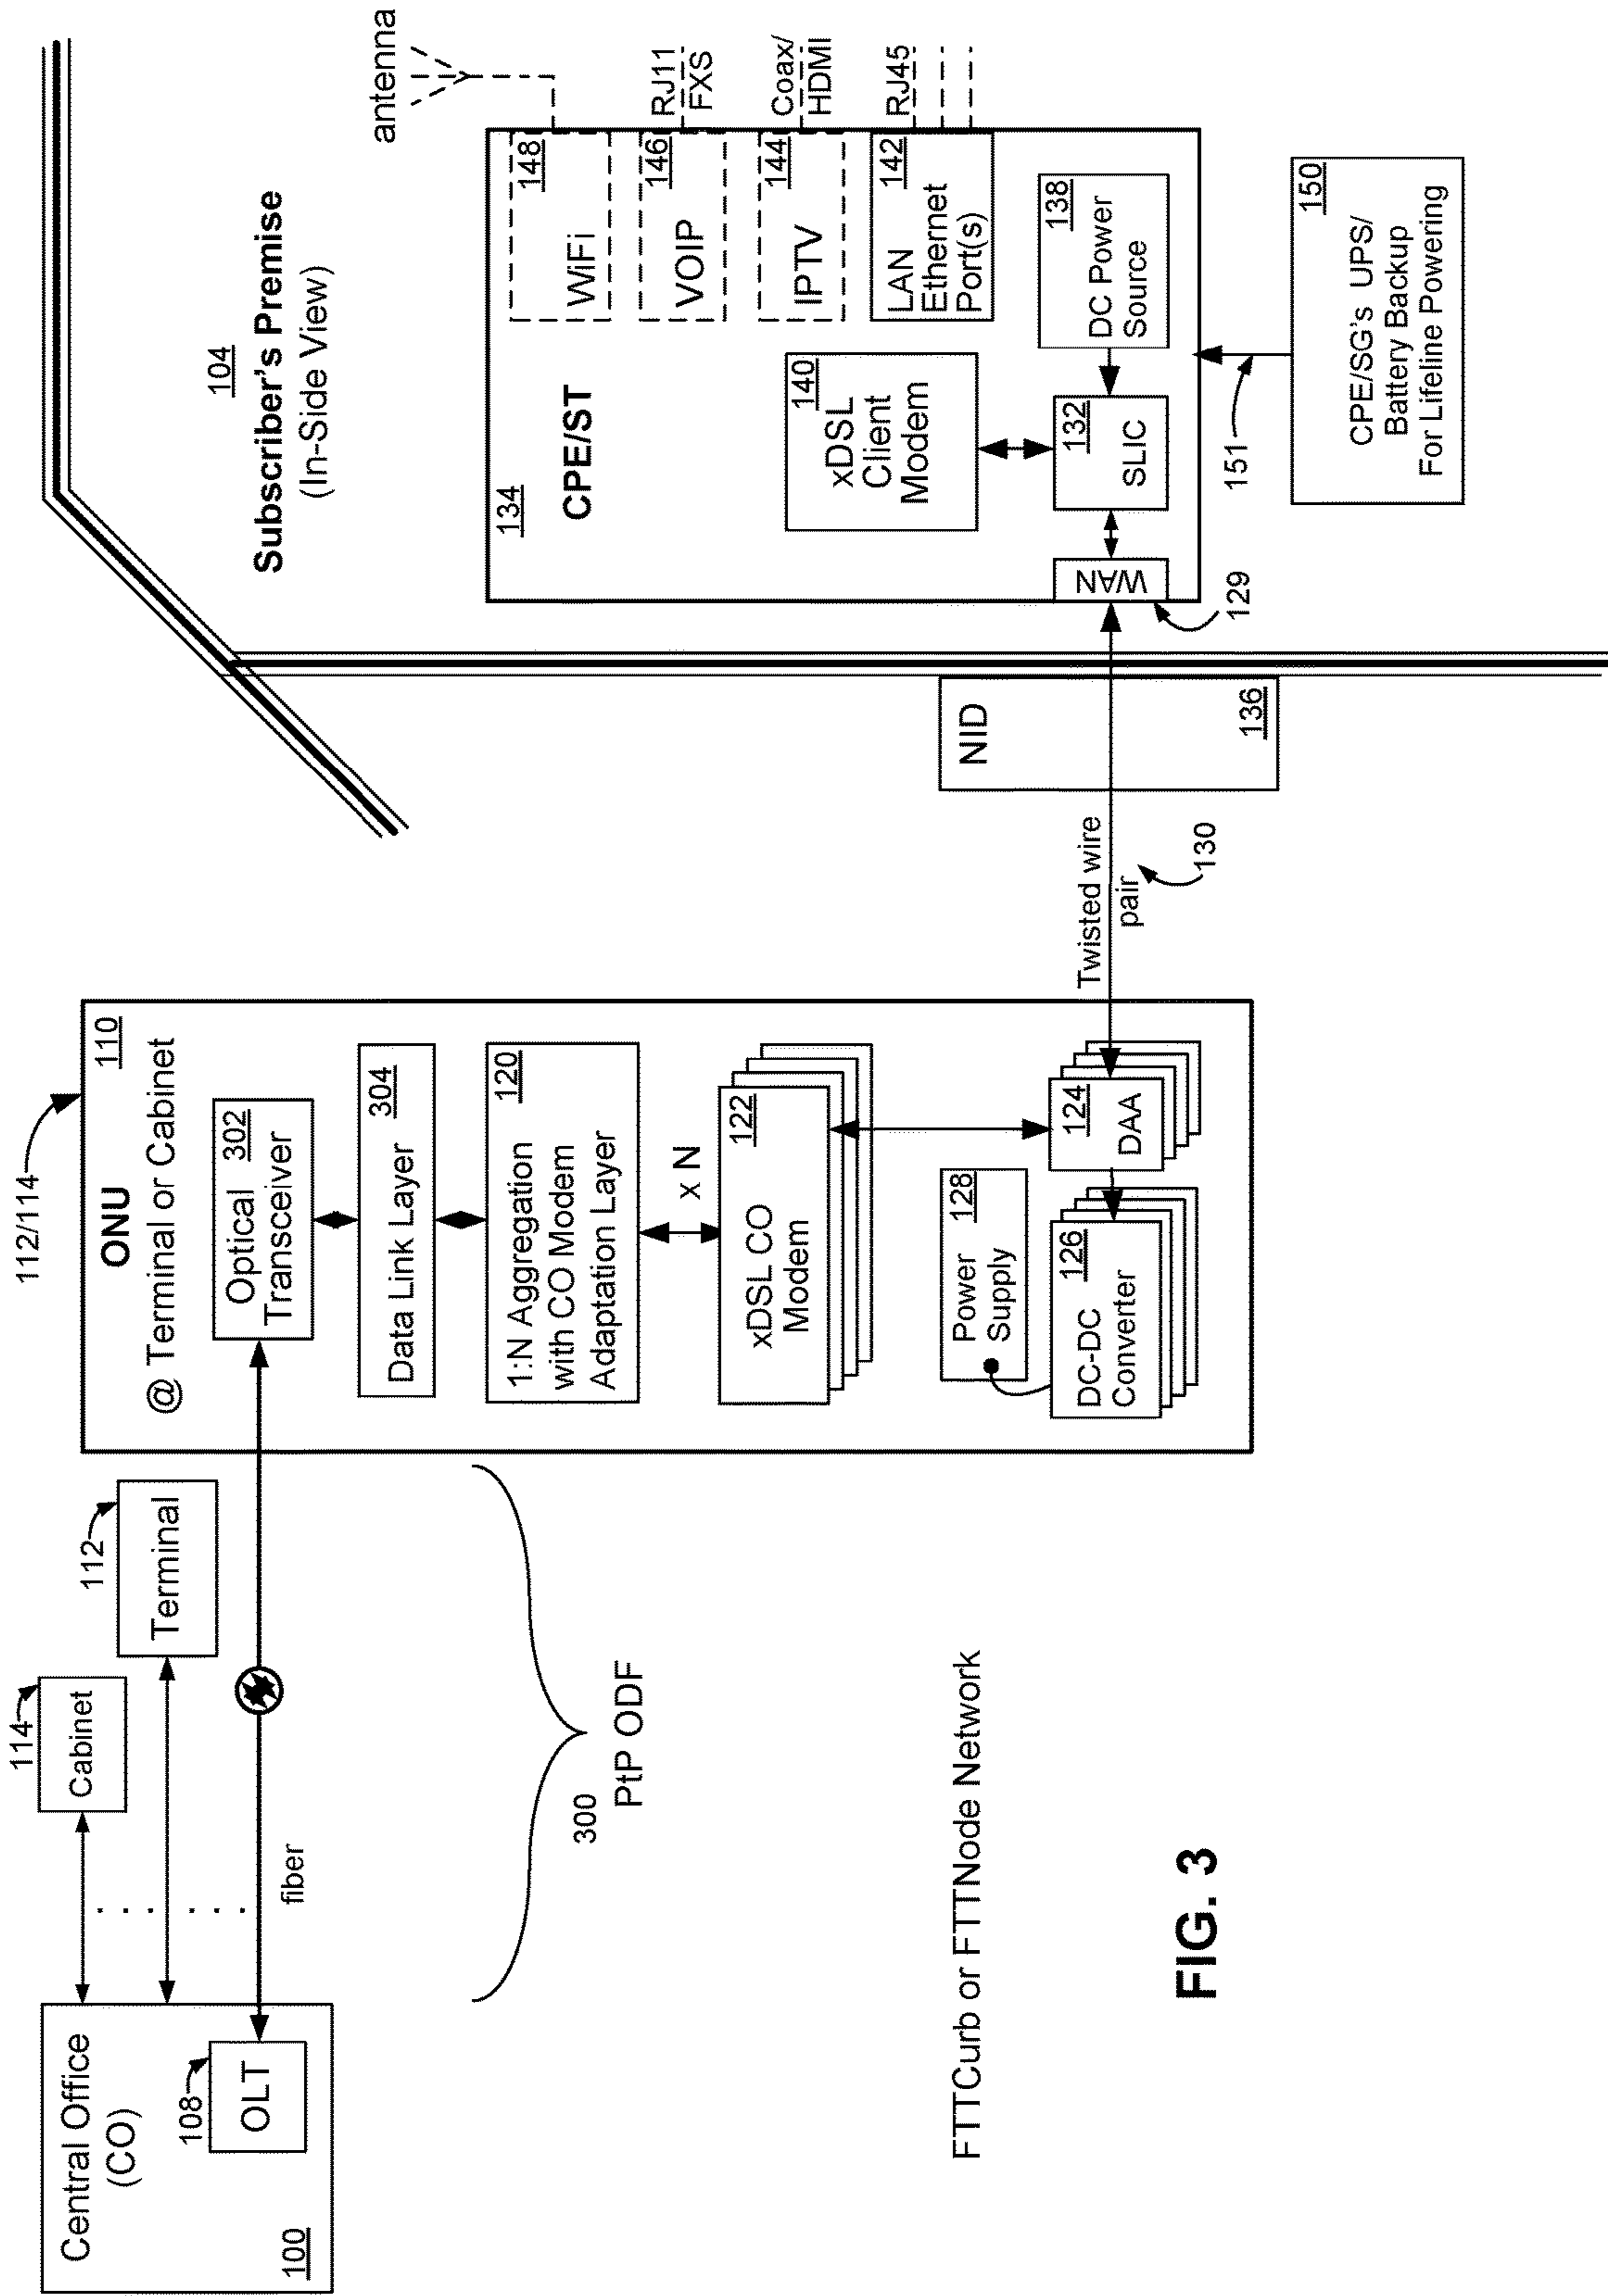 Central Office
(CO)
100
108
OLT
114
Cabinet
112
Terminal
fiber
. . . . . .
300
PtP ODF
112/114
ONU
110
@ Terminal or Cabinet
Optical
302
Transceiver
Data Link Layer
304
1:N Aggregation
120
with CO Modem
Adaptation Layer
x N
xDSL CO
122
Modem
Power
128
Supply
DC-DC
126
Converter
124
DAA
Twisted wire
pair
130
NID
136
104
Subscriber's Premise
(In-Side View)
134
CPE/ST
antenna
148
WiFi
RJ11
FXS
146
VOIP
Coax/
HDMI
144
IPTV
RJ45
142
LAN
Ethernet
Port(s)
140
xDSL
Client
Modem
138
DC Power
Source
132
SLIC
WAN
129
151
150
CPE/SG's UPS/
Battery Backup
For Lifeline Powering
FTTCurb or FTTNode Network
FIG. 3